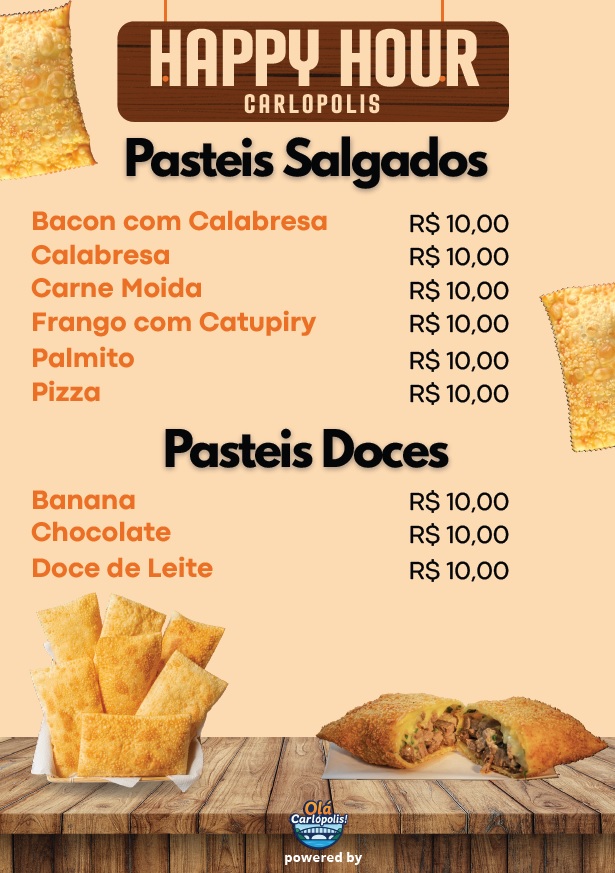 HAPPY HOUR
CARLOPOLIS
Pasteis Salgados
Bacon com Calabresa R$ 10,00
Calabresa R$ 10,00
Carne Moida R$ 10,00
Frango com Catupiry R$ 10,00
Palmito R$ 10,00
Pizza R$ 10,00
Pasteis Doces
Banana R$ 10,00
Chocolate R$ 10,00
Doce de Leite R$ 10,00
Olá
Carlópolis!
powered by